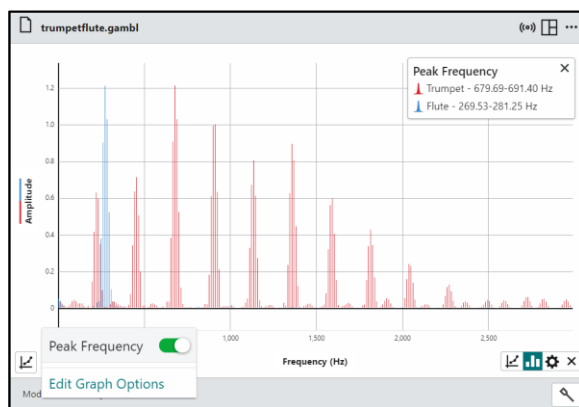 trumpetflute.gambl
Peak Frequency
Trumpet - 679.69-691.40 Hz
Flute - 269.53-281.25 Hz
1.2
1.0
0.8
0.6
0.4
0.2
0
Amplitude
1,000
1,500
2,000
2,500
Frequency (Hz)
Peak Frequency
Edit Graph Options